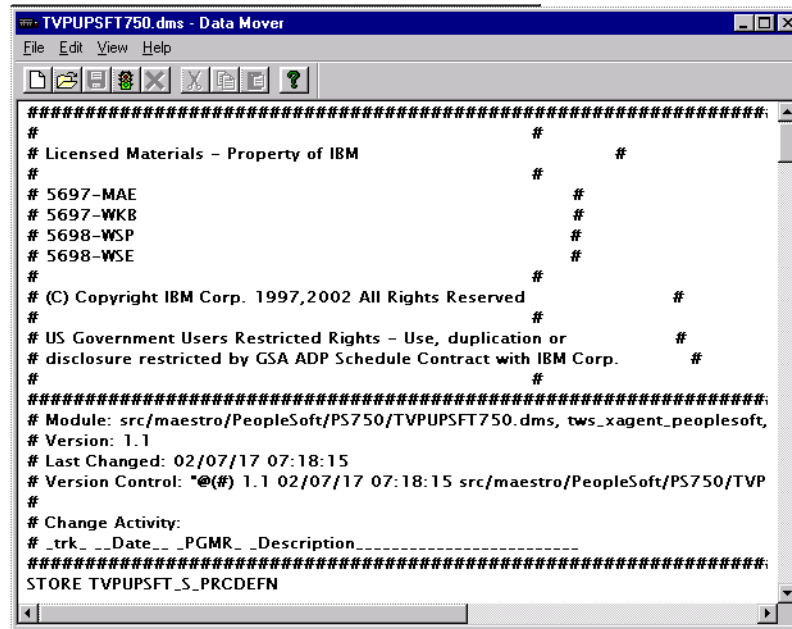 TVPUPSFT750.dms - Data Mover
File Edit View Help
##################################################################
# #
# Licensed Materials - Property of IBM #
# #
# 5697-MAE #
# 5697-WKB #
# 5698-WSP #
# 5698-WSE #
# #
# (C) Copyright IBM Corp. 1997,2002 All Rights Reserved #
# #
# US Government Users Restricted Rights - Use, duplication or #
# disclosure restricted by GSA ADP Schedule Contract with IBM Corp. #
# #
##################################################################
# Module: src/maestro/PeopleSoft/PS750/TVPUPSFT750.dms, tws_xagent_peoplesoft,
# Version: 1.1
# Last Changed: 02/07/17 07:18:15
# Version Control: "@(#) 1.1 02/07/17 07:18:15 src/maestro/PeopleSoft/PS750/TVP
#
# Change Activity:
# _trk_ __Date__ _PGMR_ _Description_________________________
##################################################################
STORE TVPUPSFT_S_PRCDEFN